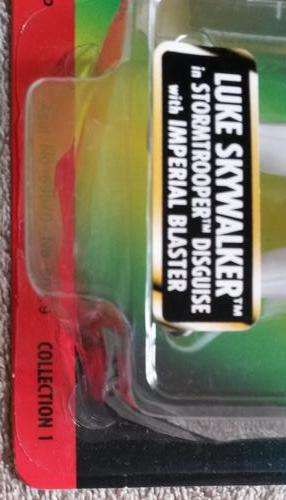 LUKE SKYWALKER™
in STORMTROOPER™ DISGUISE
with IMPERIAL BLASTER
COLLECTION 1